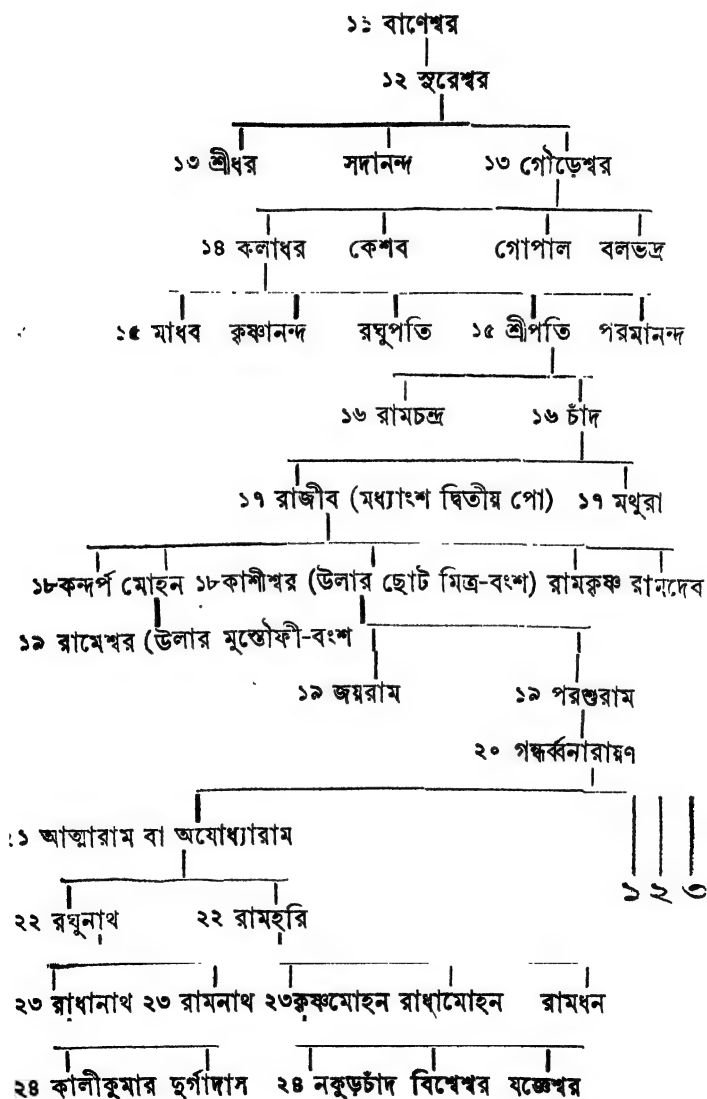 ১১ বাণেশ্বর
১২ সুরেশ্বর
১৩ শ্রীধর সদানন্দ ১৩ গৌড়েশ্বর
১৪ কলাধর কেশব গোপাল বলভদ্র
১৫ মাধব কৃষ্ণানন্দ রঘুপতি ১৫ শ্রীপতি পরমানন্দ
১৬ রামচন্দ্র ১৬ চাঁদ
১৭ রাজীব (মধ্যাংশ দ্বিতীয় পো) ১৭ মথুরা
১৮কন্দর্প মোহন ১৮কাশীশ্বর (উলার ছোট মিত্র-বংশ) রামকৃষ্ণ রামদেব
১৯ রামেশ্বর (উলার মুস্তৌফী-বংশ
১৯ জয়রাম ১৯ পরশুরাম
২০ গন্ধর্ব্বনারায়ণ
২১ আত্মারাম বা অযোধ্যারাম
১ ২ ৩
২২ রঘুনাথ ২২ রামহরি
২৩ রাধানাথ ২৩ রামনাথ ২৩কৃষ্ণমোহন রাধামোহন রামধন
২৪ কালীকুমার দুর্গাদাস ২৪ নকুড়চাঁদ বিশ্বেশ্বর যজ্ঞেশ্বর